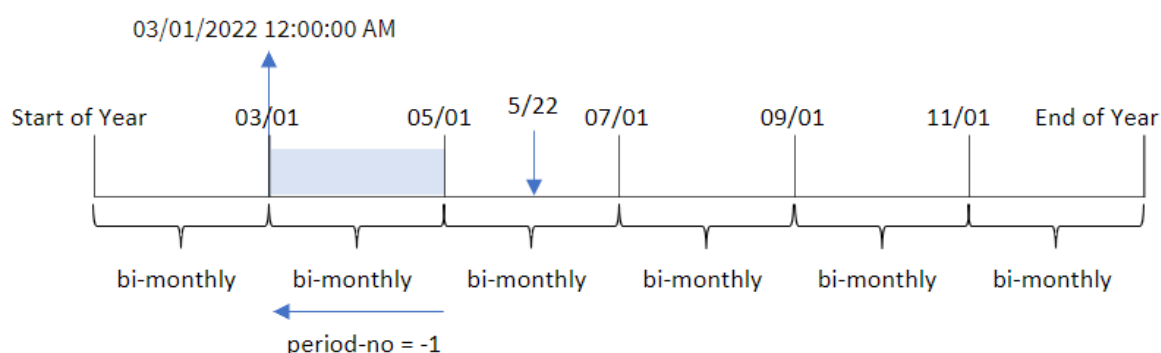 03/01/2022 12:00:00 AM
Start of Year 03/01 05/01 5/22 07/01 09/01 11/01 End of Year
bi-monthly bi-monthly bi-monthly bi-monthly bi-monthly bi-monthly
period-no = -1